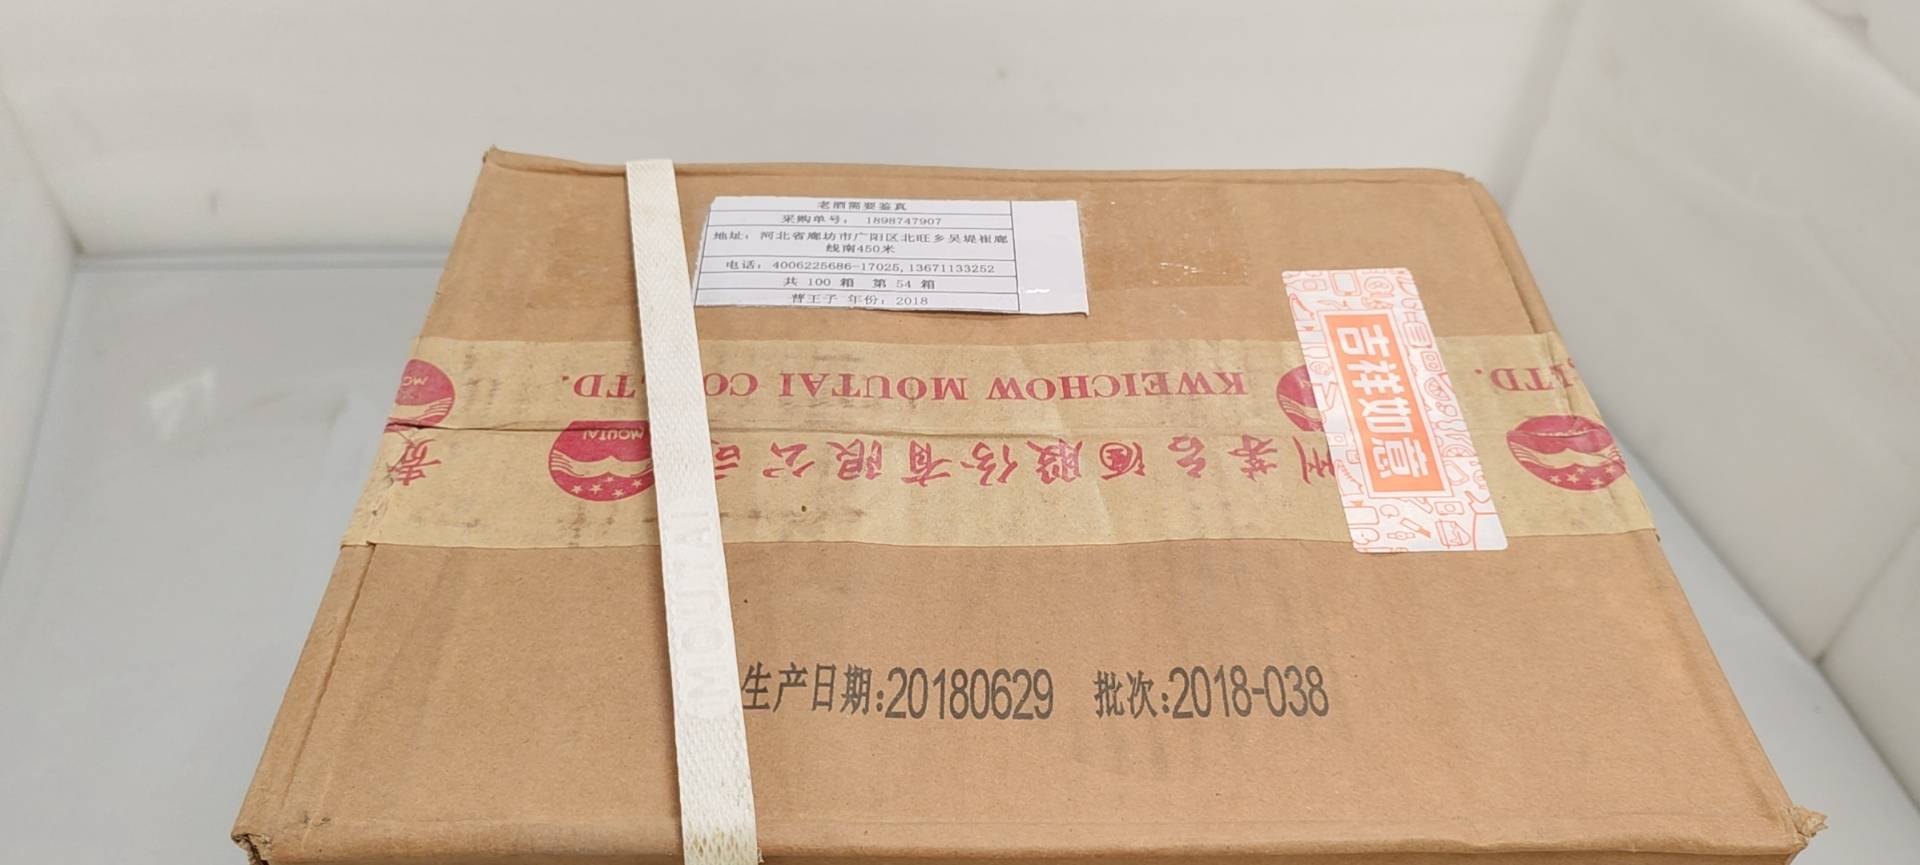 老酒需要鉴真
采购单号： 1898747907
地址：河北省廊坊市广阳区北旺乡吴堤崔廊
线南450米
电话：4006225686-17025,13671133252
共 100 箱 第 54 箱
曹王子 年份：2018
吉祥如意
KWEICHOW MOUTAI CO
LTD.
LTD.
MOUTAI
贵
州茅台酒股份有限公司
MOUTAI
生产日期:20180629 批次:2018-038